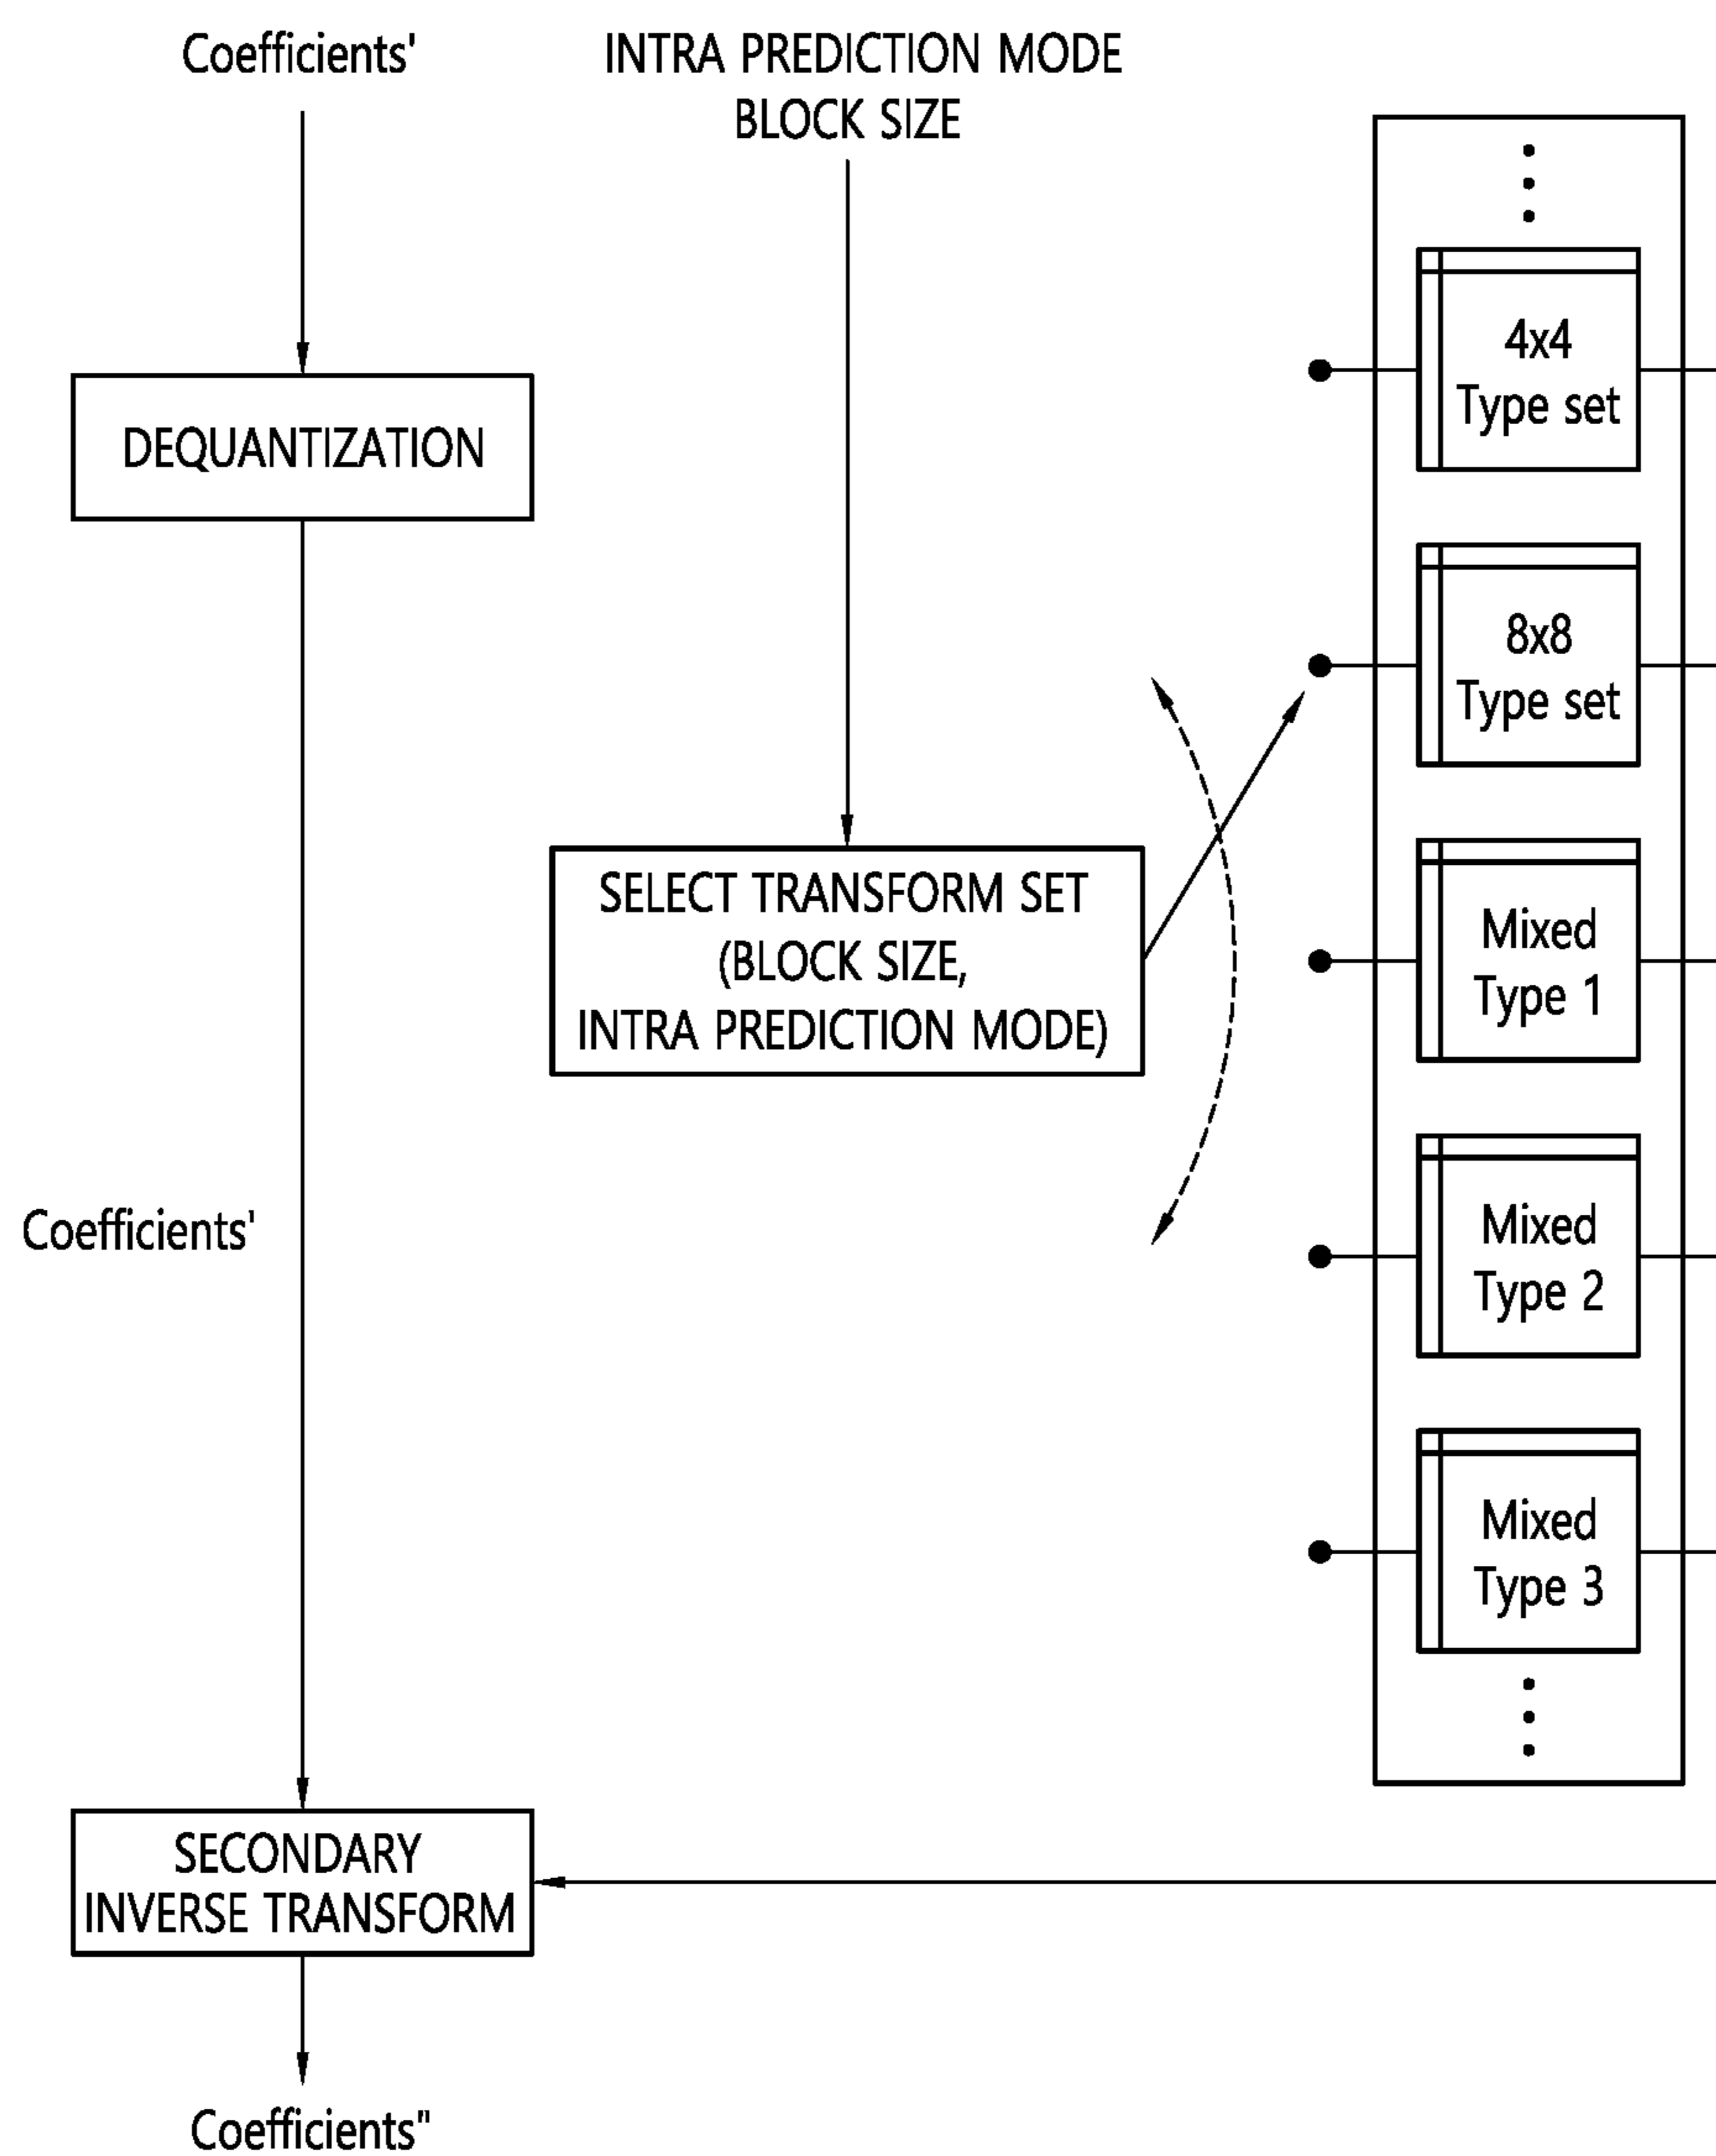 Coefficients'
INTRA PREDICTION MODE
BLOCK SIZE
DEQUANTIZATION
SELECT TRANSFORM SET
(BLOCK SIZE,
INTRA PREDICTION MODE)
4x4
Type set
8x8
Type set
Mixed
Type 1
Mixed
Type 2
Mixed
Type 3
Coefficients'
SECONDARY
INVERSE TRANSFORM
Coefficients"